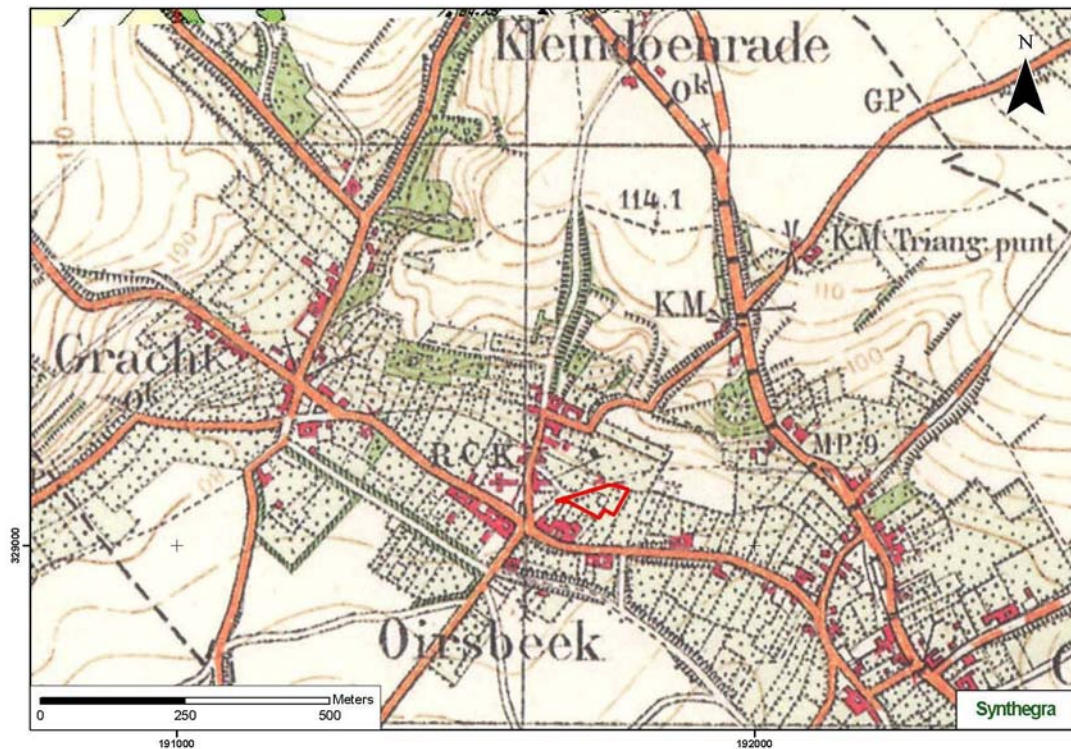 Kleindoenrade
N
Ok
G.P.
110
114.1
K.M. Triang. punt.
100
110
K.M.
Gracht
100
Ok
R.C.K.
M.P. 9
80
Oirsbeek
329000
Meters
0 250 500
Synthegra
191000 192000